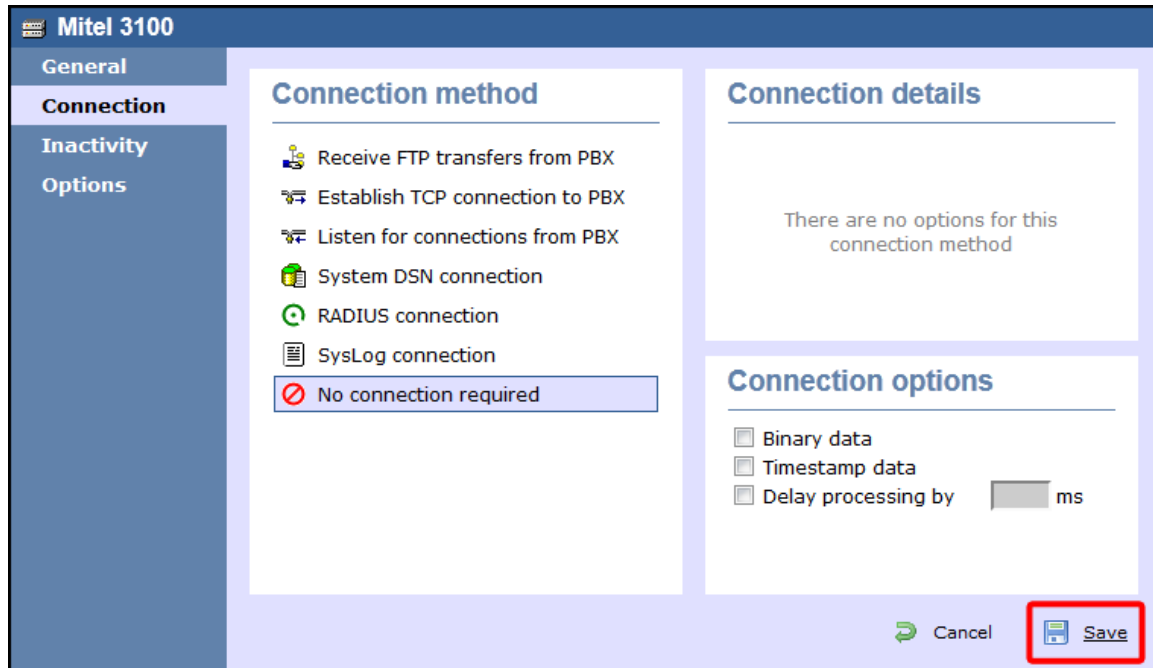 Mitel 3100
General
Connection
Inactivity
Options
Connection method
Receive FTP transfers from PBX
Establish TCP connection to PBX
Listen for connections from PBX
System DSN connection
RADIUS connection
SysLog connection
No connection required
Connection details
There are no options for this
connection method
Connection options
Binary data
Timestamp data
Delay processing by ms
Cancel Save